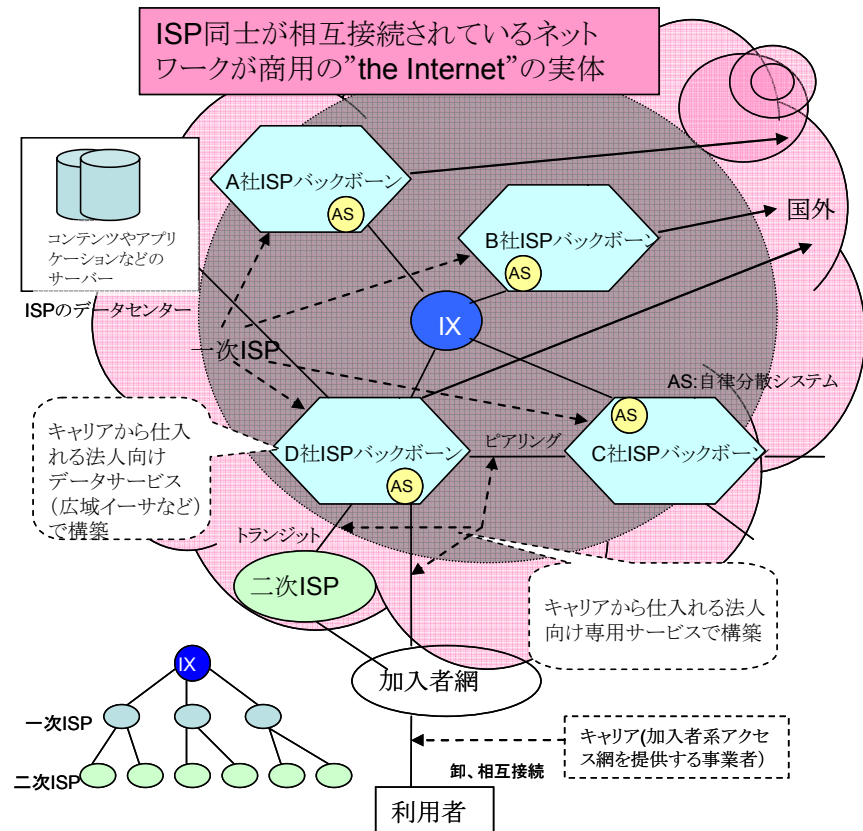 ISP同士が相互接続されているネット
ワークが商用の”the Internet”の実体
A社ISPバックボーン
AS
B社ISPバックボーン
AS
国外
コンテンツやアプリ
ケーションなどの
サーバー
ISPのデータセンター
IX
一次ISP
AS:自律分散システム
AS
キャリアから仕入
れる法人向け
データサービス
（広域イーサなど）
で構築
D社ISPバックボーン
AS
ピアリング
C社ISPバックボーン
トランジット
二次ISP
キャリアから仕入れる法人
向け専用サービスで構築
加入者網
IX
一次ISP
二次ISP
キャリア(加入者系アクセ
ス網を提供する事業者）
卸、相互接続
利用者